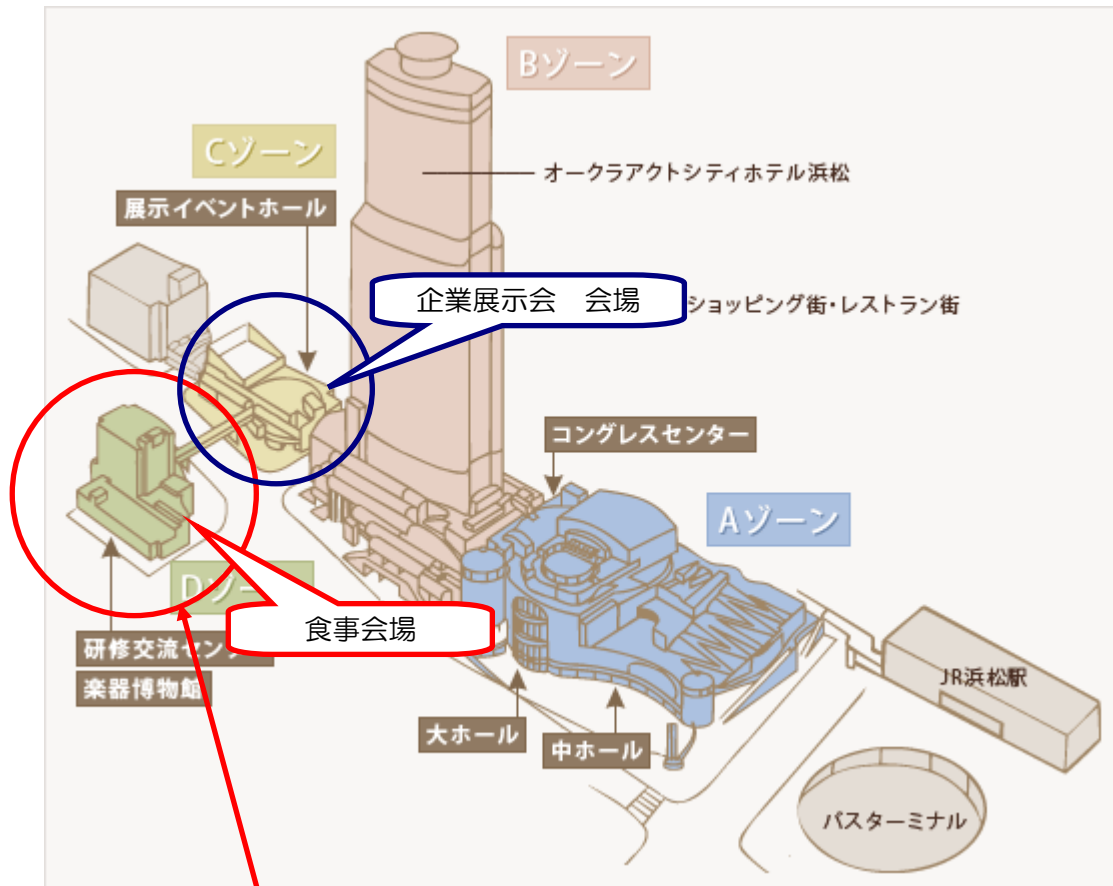 Bゾーン
Cゾーン
オークラアクトシティホテル浜松
展示イベントホール
企業展示会　会場
ショッピング街・レストラン街
コングレスセンター
Aゾーン
Dゾー
食事会場
研修交流セン
楽器博物館
JR浜松駅
大ホール
中ホール
バスターミナル